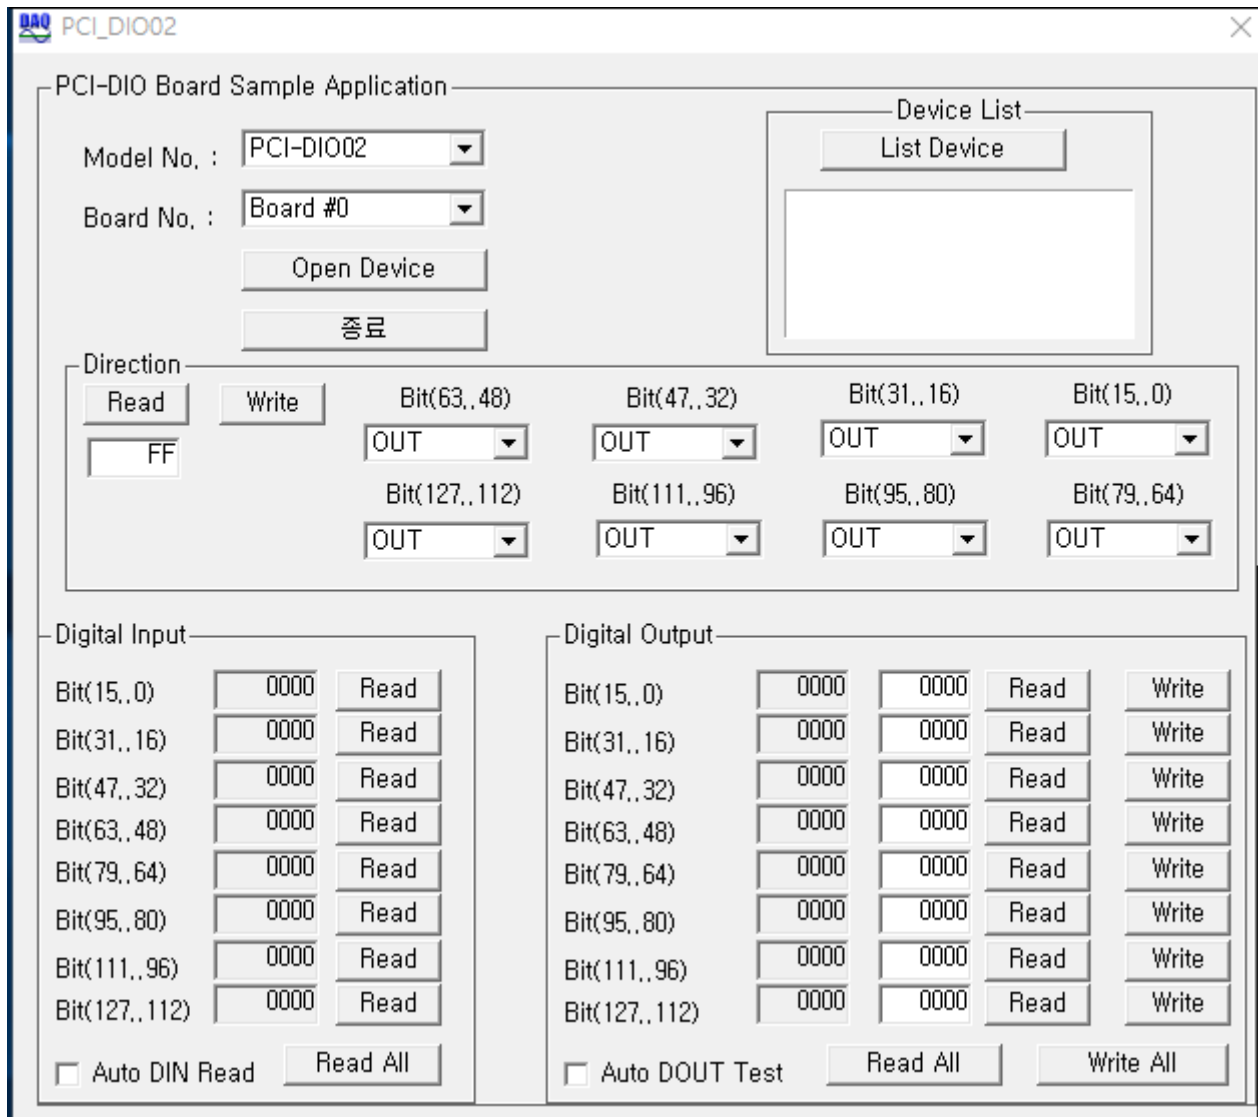 DAQ PCI_DIO02
PCI-DIO Board Sample Application
Model No. : PCI-DIO02
Board No. : Board #0
Open Device
종료
Device List
List Device
Direction
Read Write Bit(63..48) Bit(47..32) Bit(31..16) Bit(15..0)
FF OUT OUT OUT OUT
Bit(127..112) Bit(111..96) Bit(95..80) Bit(79..64)
OUT OUT OUT OUT
Digital Input
Bit(15..0) 0000 Read
Bit(31..16) 0000 Read
Bit(47..32) 0000 Read
Bit(63..48) 0000 Read
Bit(79..64) 0000 Read
Bit(95..80) 0000 Read
Bit(111..96) 0000 Read
Bit(127..112) 0000 Read
Auto DIN Read Read All
Digital Output
Bit(15..0) 0000 0000 Read Write
Bit(31..16) 0000 0000 Read Write
Bit(47..32) 0000 0000 Read Write
Bit(63..48) 0000 0000 Read Write
Bit(79..64) 0000 0000 Read Write
Bit(95..80) 0000 0000 Read Write
Bit(111..96) 0000 0000 Read Write
Bit(127..112) 0000 0000 Read Write
Auto DOUT Test Read All Write All